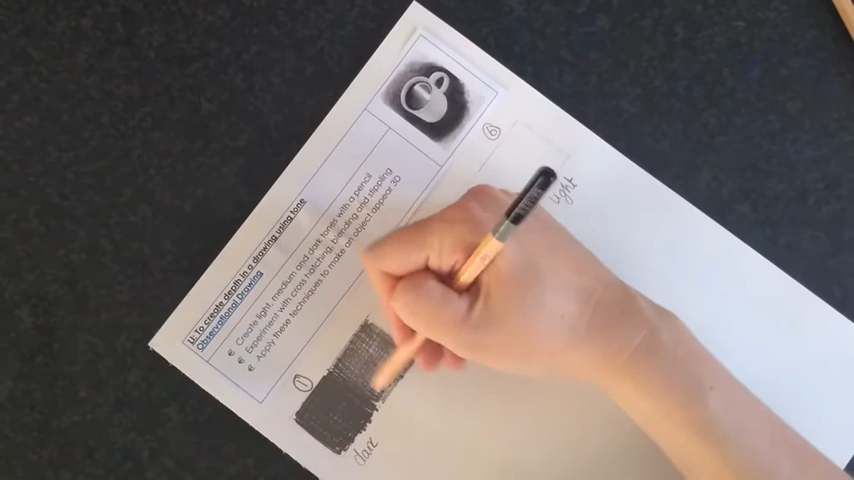 LI: To create depth in a drawing using tone
Observational Drawing
€ Create light, medium and dark tones with a pencil
€ Experiment with cross hatching, blending and stippling
€ Apply these techniques to make an object appear 3D
6
light
1
dark